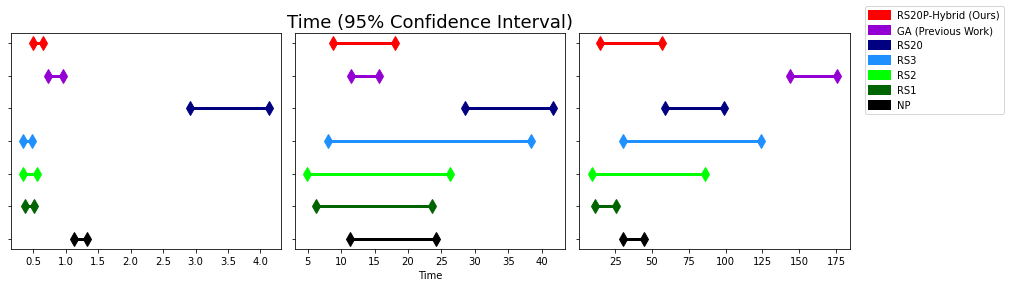 Time (95% Confidence Interval)
RS20P-Hybrid (Ours)
GA (Previous Work)
RS20
RS3
RS2
RS1
NP
0.5 1.0 1.5 2.0 2.5 3.0 3.5 4.0
5 10 15 20 25 30 35 40
25 50 75 100 125 150 175
Time